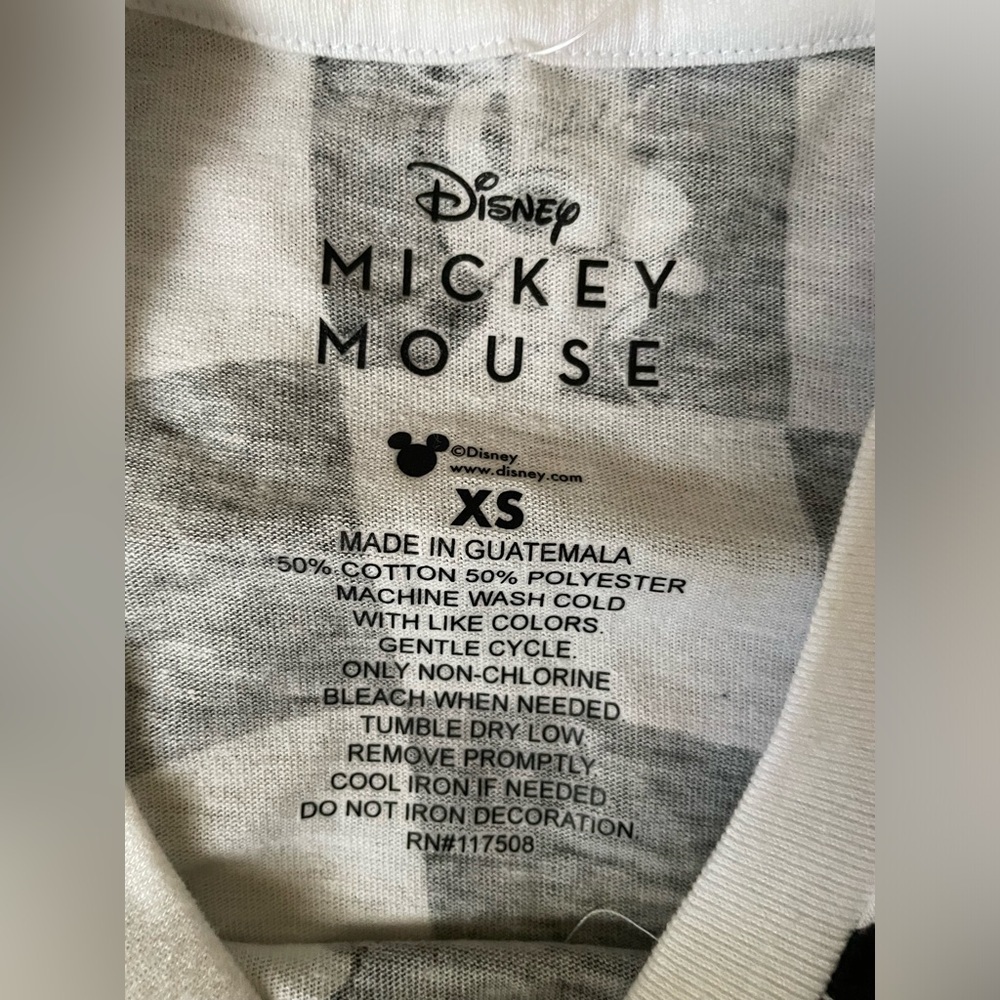 Disney
MICKEY
MOUSE
©Disney
www.disney.com
XS
MADE IN GUATEMALA
50% COTTON 50% POLYESTER
MACHINE WASH COLD
WITH LIKE COLORS.
GENTLE CYCLE.
ONLY NON-CHLORINE
BLEACH WHEN NEEDED.
TUMBLE DRY LOW.
REMOVE PROMPTLY.
COOL IRON IF NEEDED.
DO NOT IRON DECORATION.
RN#117508